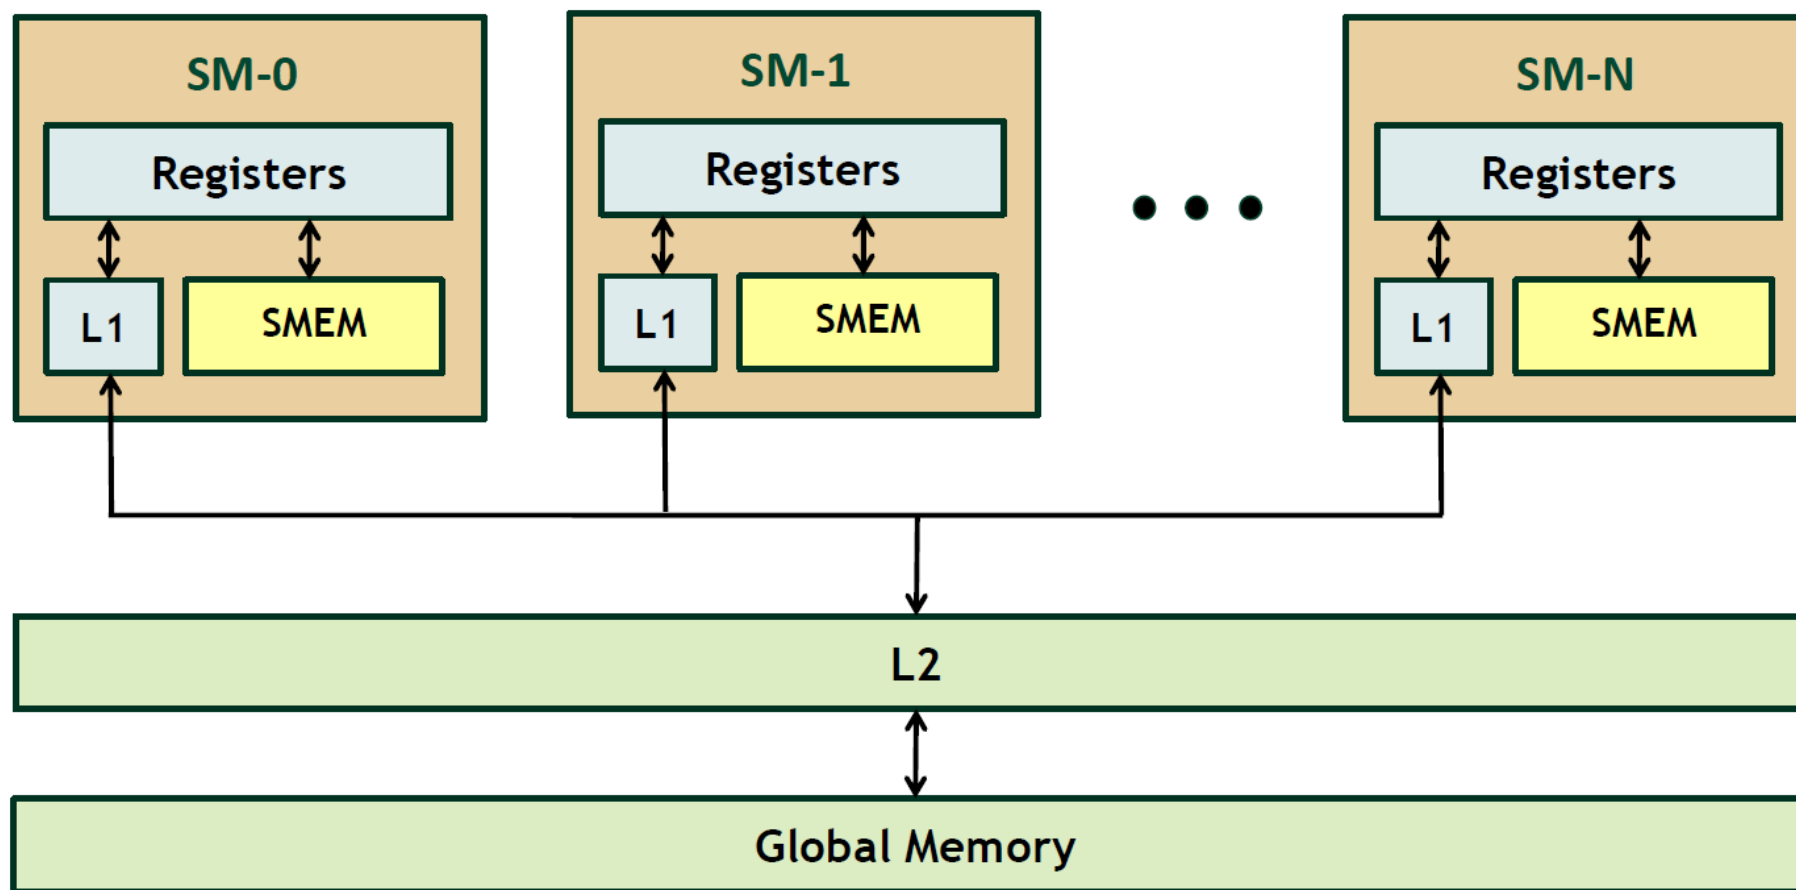 SM-0
Registers
L1
SMEM
SM-1
Registers
L1
SMEM
SM-N
Registers
L1
SMEM
L2
Global Memory